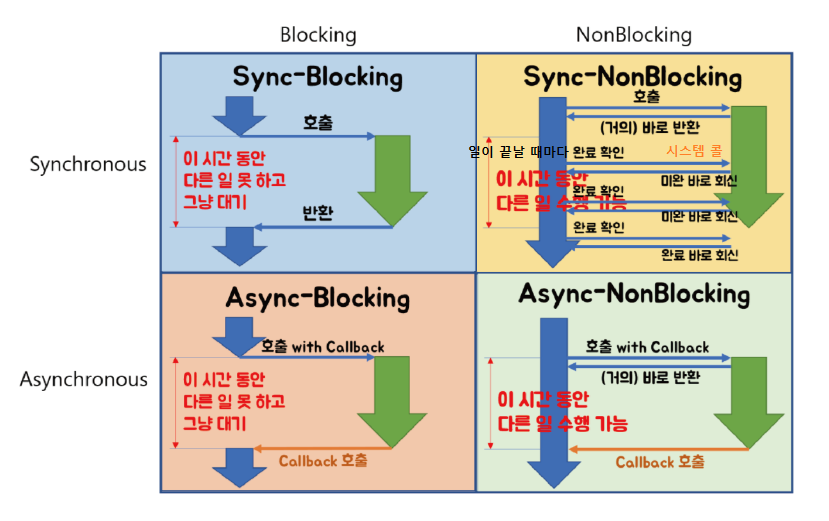 Blocking
NonBlocking
Synchronous
Sync-Blocking
호출
이 시간 동안
다른 일 못 하고
그냥 대기
반환
Sync-NonBlocking
호출
(거의) 바로 반환
일이 끝날 때마다
완료 확인
시스템 콜
미완 바로 회신
이 시간 동안
다른 일 수행 가능
완료 확인
미완 바로 회신
완료 확인
완료 바로 회신
Asynchronous
Async-Blocking
호출 with Callback
이 시간 동안
다른 일 못 하고
그냥 대기
Callback 호출
Async-NonBlocking
호출 with Callback
(거의) 바로 반환
이 시간 동안
다른 일 수행 가능
Callback 호출